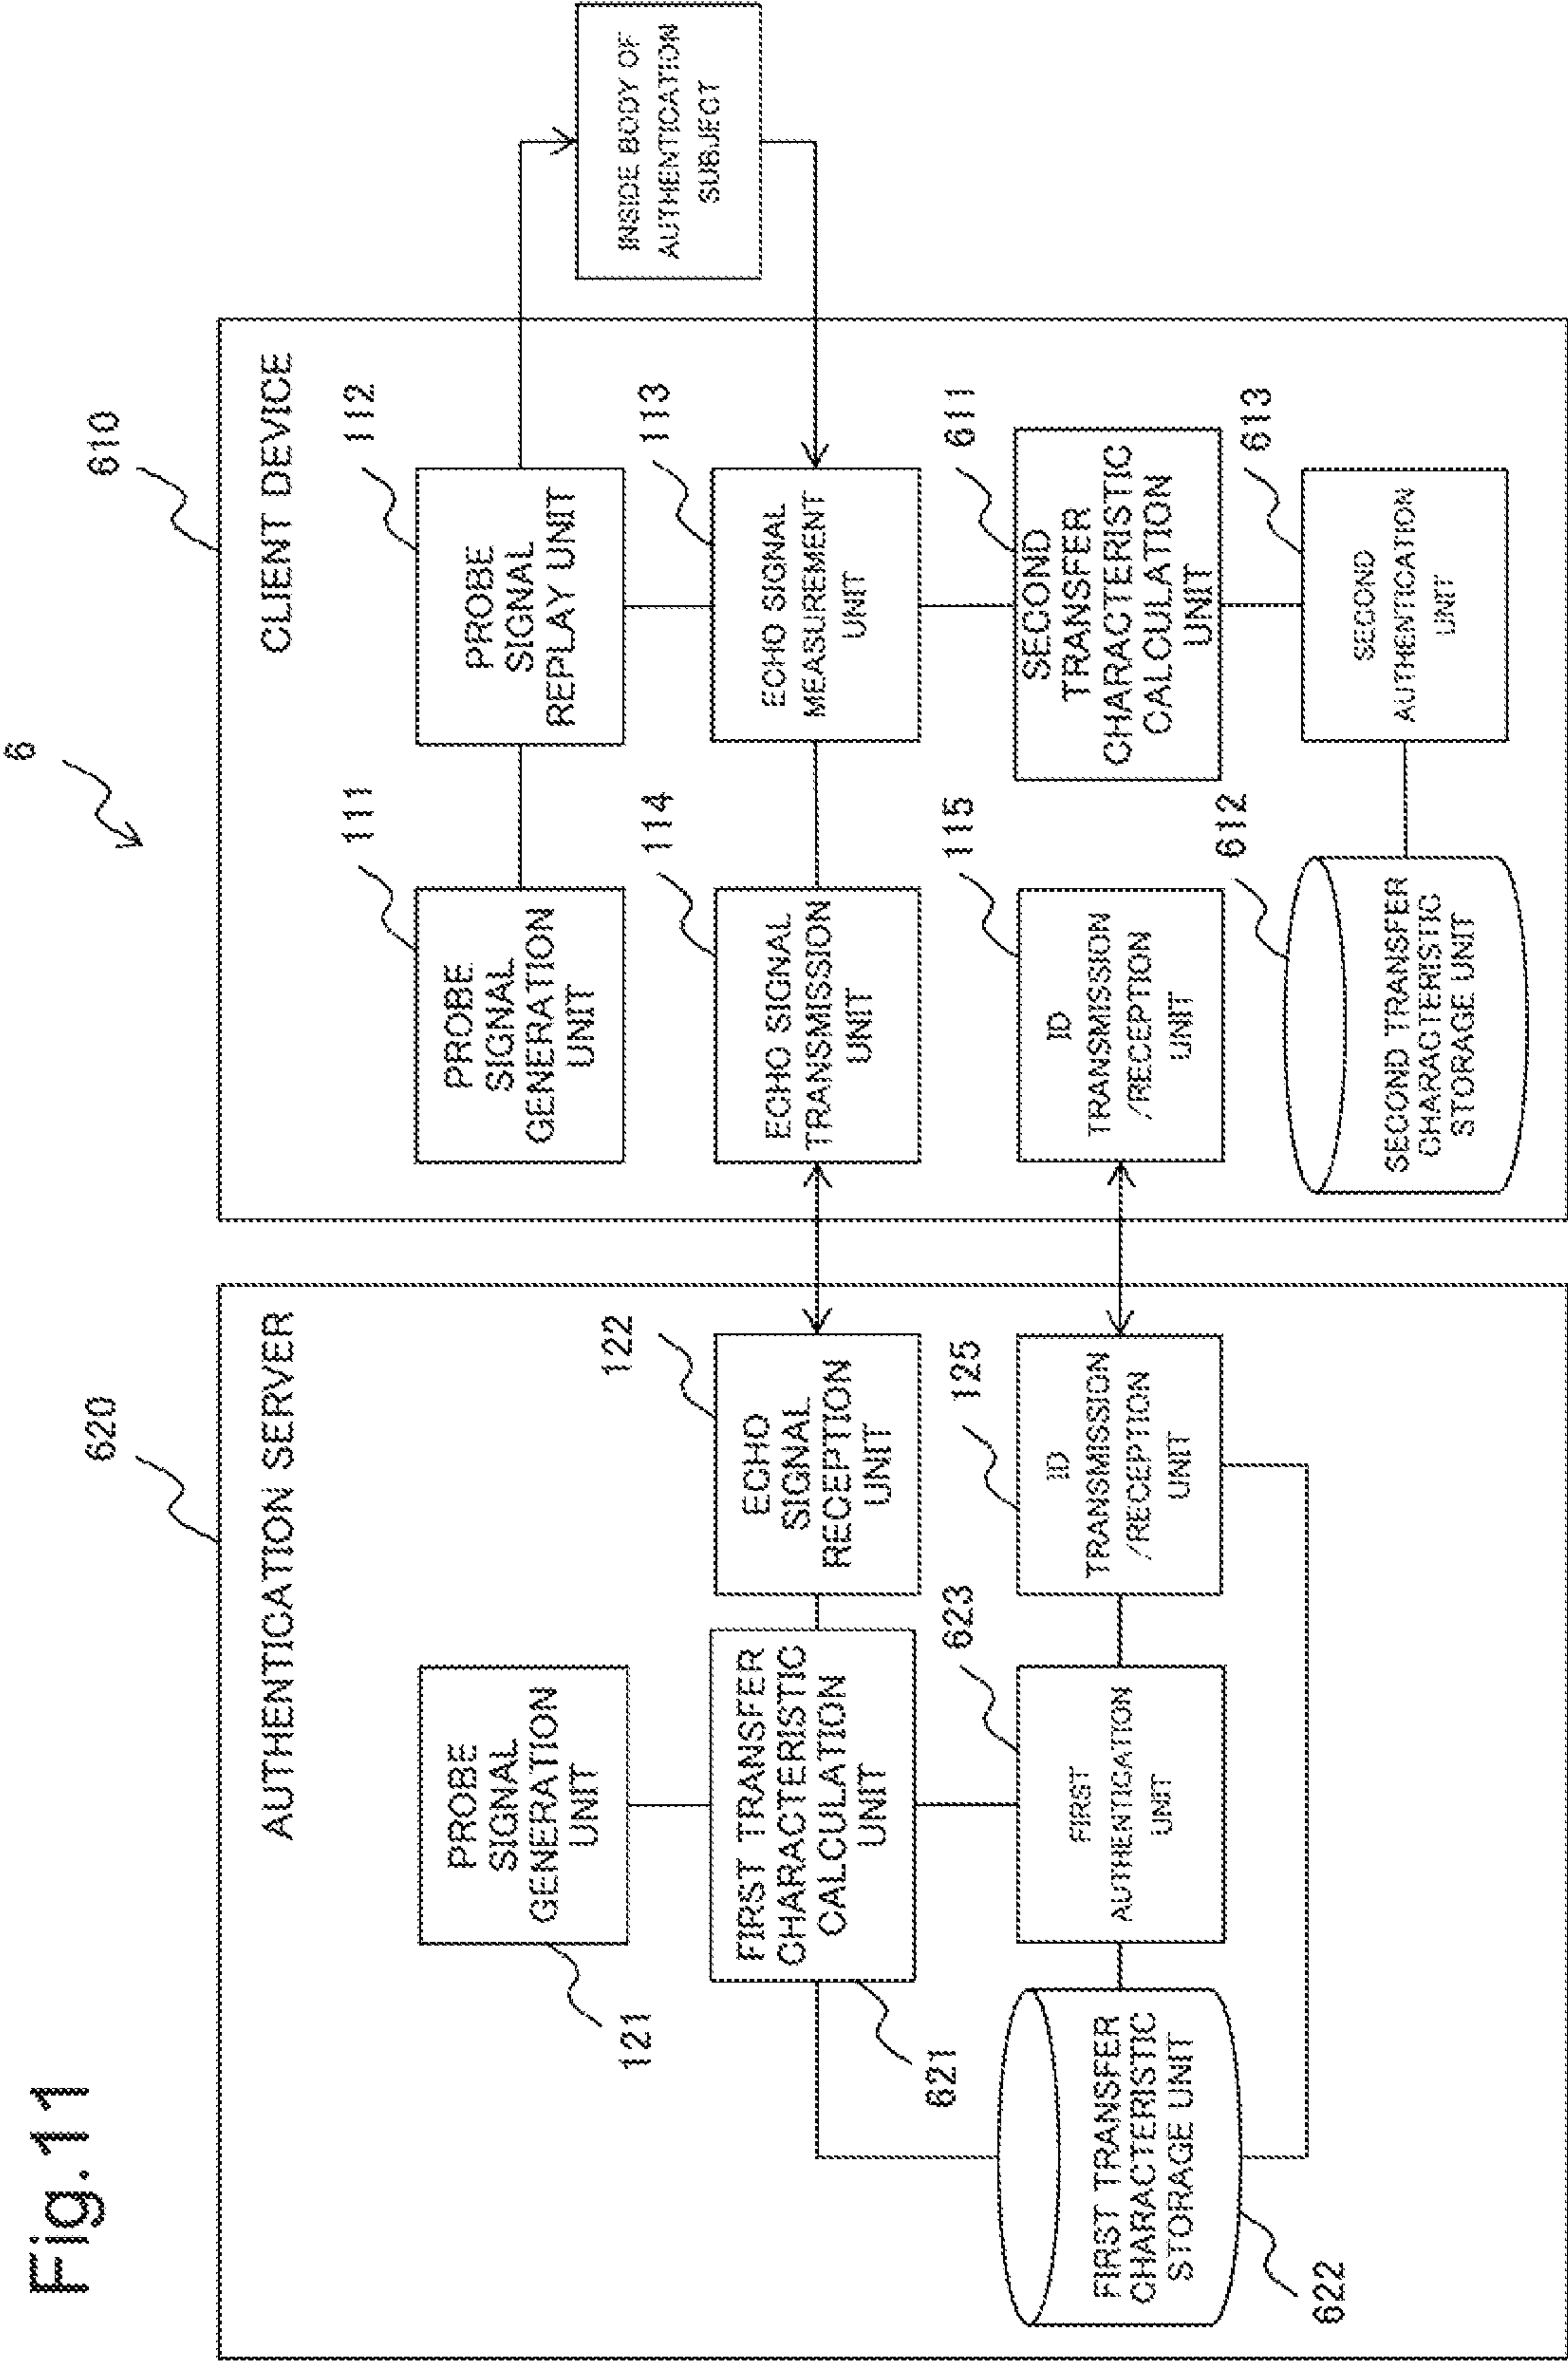 Fig.11
6
620
AUTHENTICATION SERVER
121
PROBE
SIGNAL
GENERATION
UNIT
122
ECHO
SIGNAL
RECEPTION
UNIT
621
FIRST TRANSFER
CHARACTERISTIC
CALCULATION
UNIT
125
ID
TRANSMISSION
/RECEPTION
UNIT
623
FIRST
AUTHENTICATION
UNIT
622
FIRST TRANSFER
CHARACTERISTIC
STORAGE UNIT
610
CLIENT DEVICE
111
PROBE
SIGNAL
GENERATION
UNIT
112
PROBE
SIGNAL
REPLAY UNIT
INSIDE BODY OF
AUTHENTICATION
SUBJECT
114
ECHO SIGNAL
TRANSMISSION
UNIT
113
ECHO SIGNAL
MEASUREMENT
UNIT
115
ID
TRANSMISSION
/RECEPTION
UNIT
611
SECOND
TRANSFER
CHARACTERISTIC
CALCULATION
UNIT
612
SECOND TRANSFER
CHARACTERISTIC
STORAGE UNIT
613
SECOND
AUTHENTICATION
UNIT